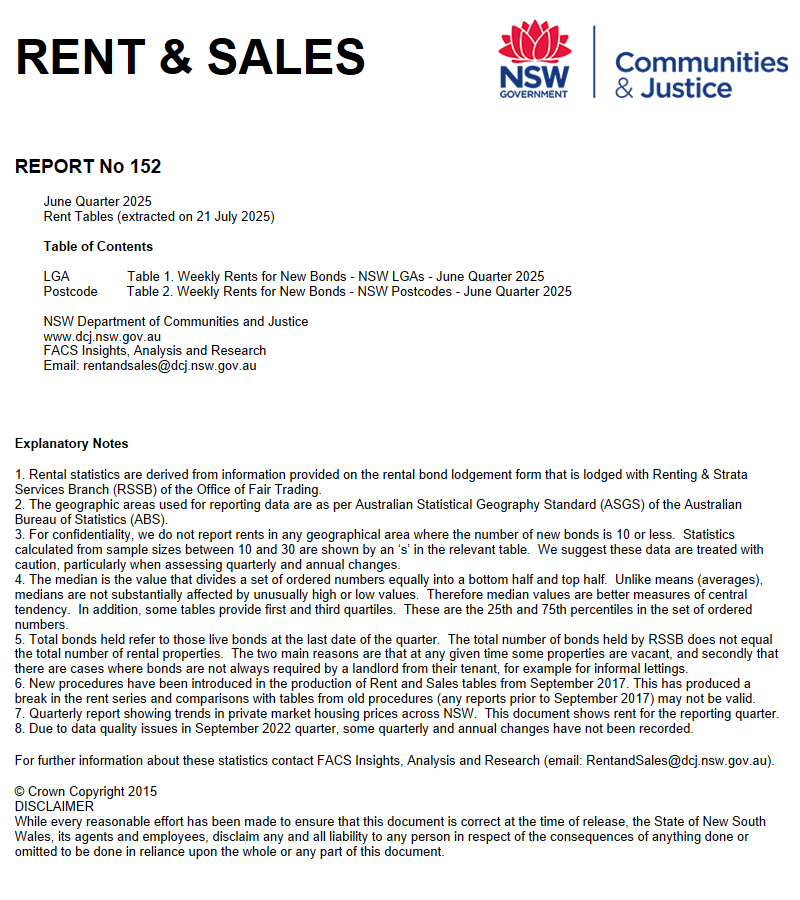 RENT & SALES
NSW
GOVERNMENT
Communities
& Justice
REPORT No 152
June Quarter 2025
Rent Tables (extracted on 21 July 2025)
Table of Contents
LGA Table 1. Weekly Rents for New Bonds - NSW LGAs - June Quarter 2025
Postcode Table 2. Weekly Rents for New Bonds - NSW Postcodes - June Quarter 2025
NSW Department of Communities and Justice
www.dcj.nsw.gov.au
FACS Insights, Analysis and Research
Email: rentandsales@dcj.nsw.gov.au
Explanatory Notes
1. Rental statistics are derived from information provided on the rental bond lodgement form that is lodged with Renting & Strata
Services Branch (RSSB) of the Office of Fair Trading.
2. The geographic areas used for reporting data are as per Australian Statistical Geography Standard (ASGS) of the Australian
Bureau of Statistics (ABS).
3. For confidentiality, we do not report rents in any geographical area where the number of new bonds is 10 or less.  Statistics
calculated from sample sizes between 10 and 30 are shown by an ‘s’ in the relevant table.  We suggest these data are treated with
caution, particularly when assessing quarterly and annual changes.
4. The median is the value that divides a set of ordered numbers equally into a bottom half and top half.  Unlike means (averages),
medians are not substantially affected by unusually high or low values.  Therefore median values are better measures of central
tendency.  In addition, some tables provide first and third quartiles.  These are the 25th and 75th percentiles in the set of ordered
numbers.
5. Total bonds held refer to those live bonds at the last date of the quarter.  The total number of bonds held by RSSB does not equal
the total number of rental properties.  The two main reasons are that at any given time some properties are vacant, and secondly that
there are cases where bonds are not always required by a landlord from their tenant, for example for informal lettings.
6. New procedures have been introduced in the production of Rent and Sales tables from September 2017. This has produced a
break in the rent series and comparisons with tables from old procedures (any reports prior to September 2017) may not be valid.
7. Quarterly report showing trends in private market housing prices across NSW.  This document shows rent for the reporting quarter.
8. Due to data quality issues in September 2022 quarter, some quarterly and annual changes have not been recorded.
For further information about these statistics contact FACS Insights, Analysis and Research (email: RentandSales@dcj.nsw.gov.au).
© Crown Copyright 2015
DISCLAIMER
While every reasonable effort has been made to ensure that this document is correct at the time of release, the State of New South
Wales, its agents and employees, disclaim any and all liability to any person in respect of the consequences of anything done or
omitted to be done in reliance upon the whole or any part of this document.